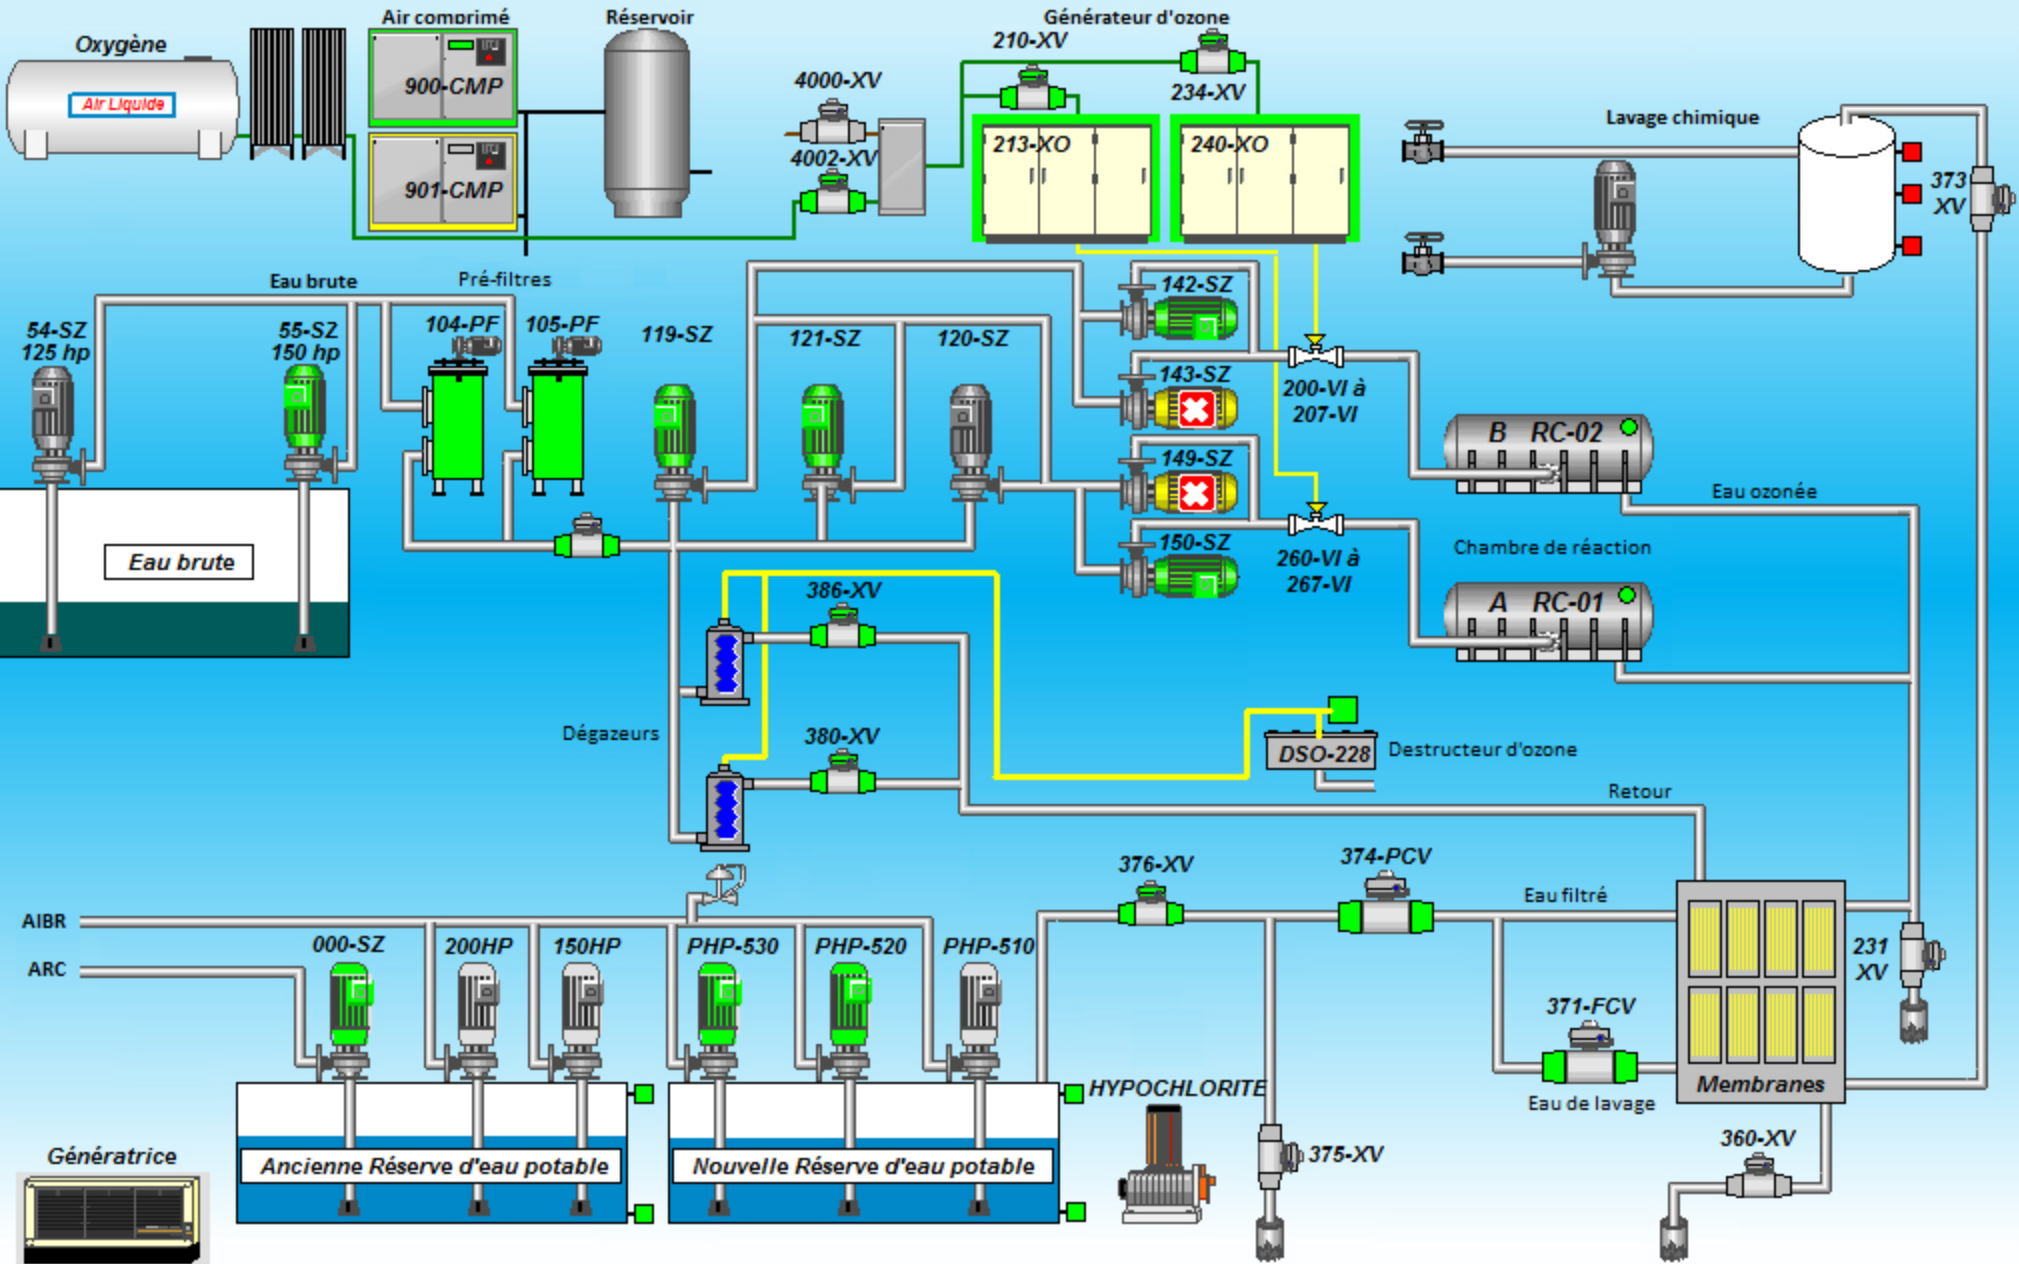 Oxygène
Air Liquide
Air comprimé
900-CMP
901-CMP
Réservoir
Générateur d'ozone
210-XV
234-XV
4000-XV
4002-XV
213-XO
240-XO
Lavage chimique
373
XV
Eau brute
Pré-filtres
54-SZ
125 hp
55-SZ
150 hp
104-PF
105-PF
119-SZ
121-SZ
120-SZ
142-SZ
143-SZ
149-SZ
150-SZ
200-VI à
207-VI
260-VI à
267-VI
B RC-02
Eau ozonée
Chambre de réaction
A RC-01
Eau brute
386-XV
Dégazeurs
380-XV
DSO-228
Destructeur d'ozone
Retour
376-XV
374-PCV
Eau filtré
AIBR
ARC
000-SZ
200HP
150HP
PHP-530
PHP-520
PHP-510
231
XV
371-FCV
Membranes
Eau de lavage
HYPOCHLORITE
360-XV
375-XV
Génératrice
Ancienne Réserve d'eau potable
Nouvelle Réserve d'eau potable